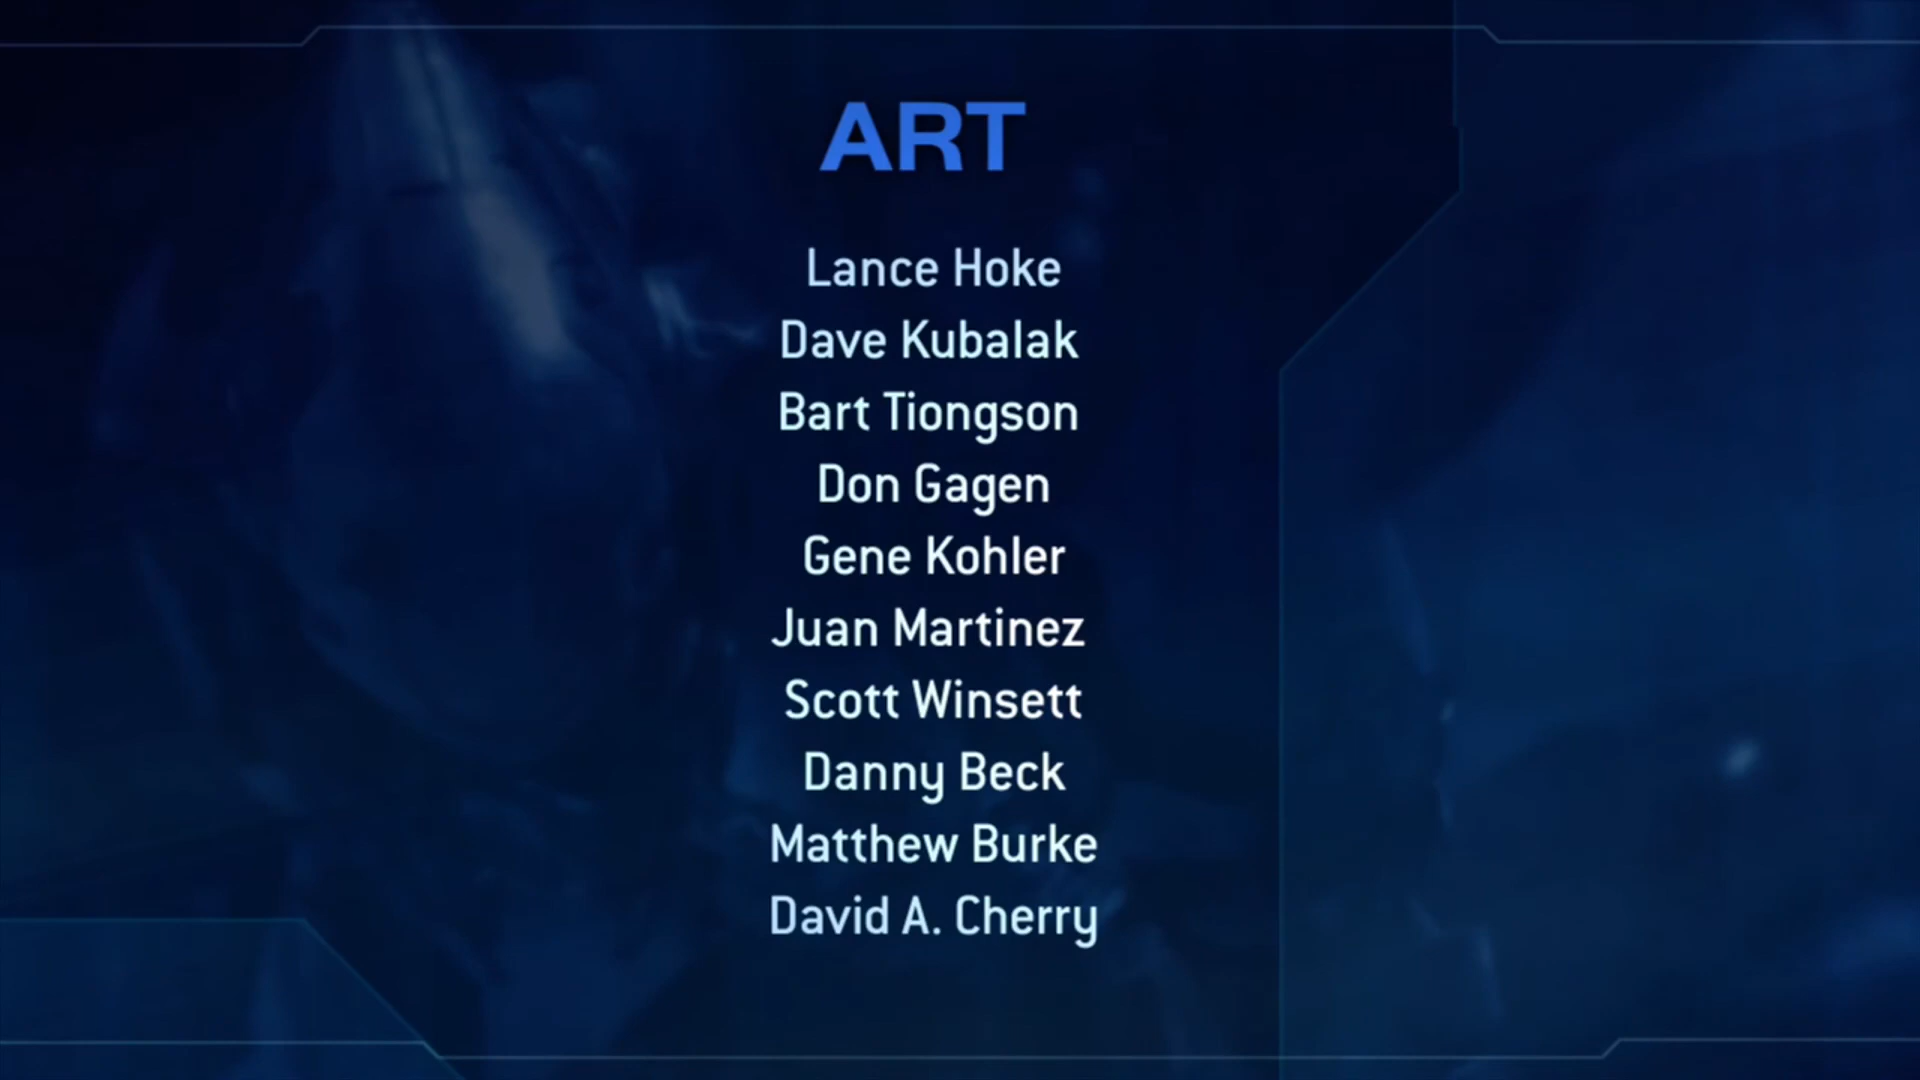 ART
Lance Hoke
Dave Kubalak
Bart Tiongson
Don Gagen
Gene Kohler
Juan Martinez
Scott Winsett
Danny Beck
Matthew Burke
David A. Cherry